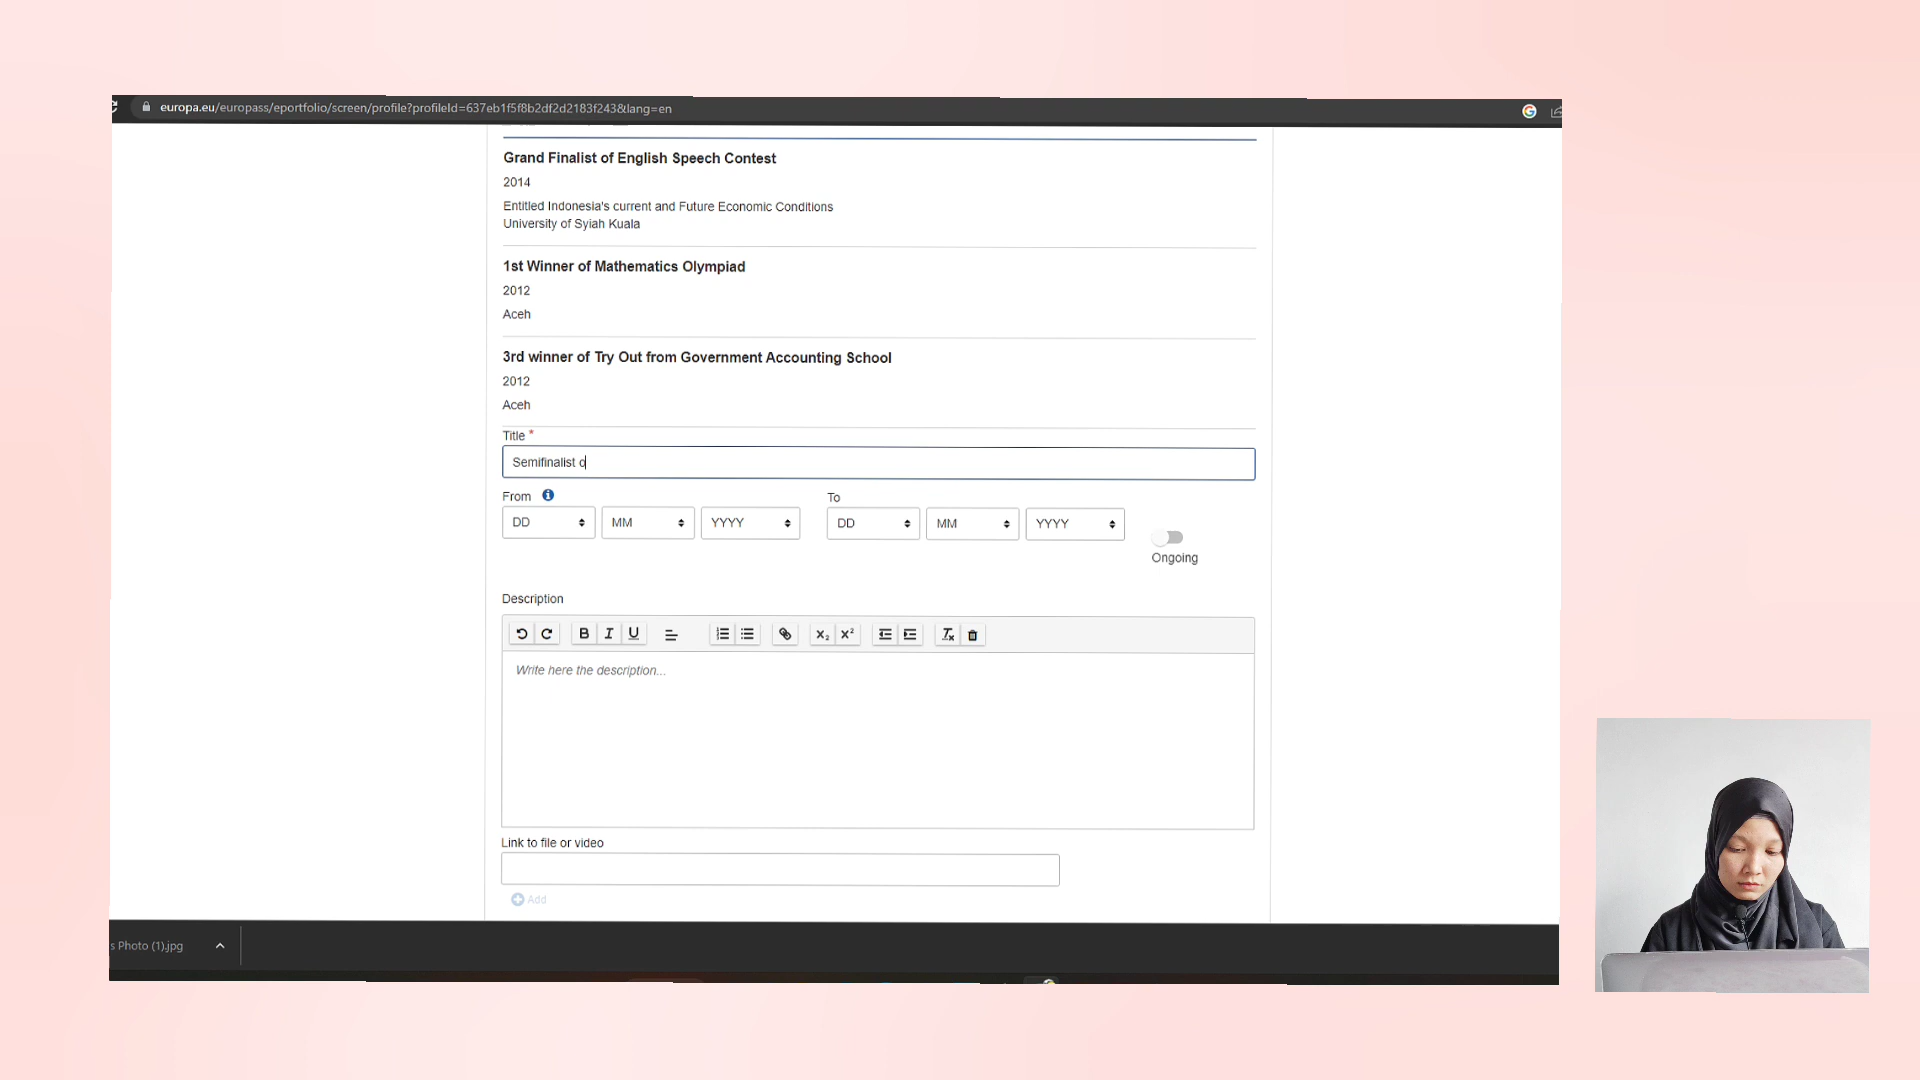 europa.eu/europass/eportfolio/screen/profile?profileId=637eb1f5f8b2df2d2183f243&lang=en
Grand Finalist of English Speech Contest
2014
Entitled Indonesia's current and Future Economic Conditions
University of Syiah Kuala
1st Winner of Mathematics Olympiad
2012
Aceh
3rd winner of Try Out from Government Accounting School
2012
Aceh
Title *
Semifinalist o
From To
DD MM YYYY DD MM YYYY
Ongoing
Description
B I U X₂ X²
Write here the description...
Link to file or video
Add
s Photo (1).jpg